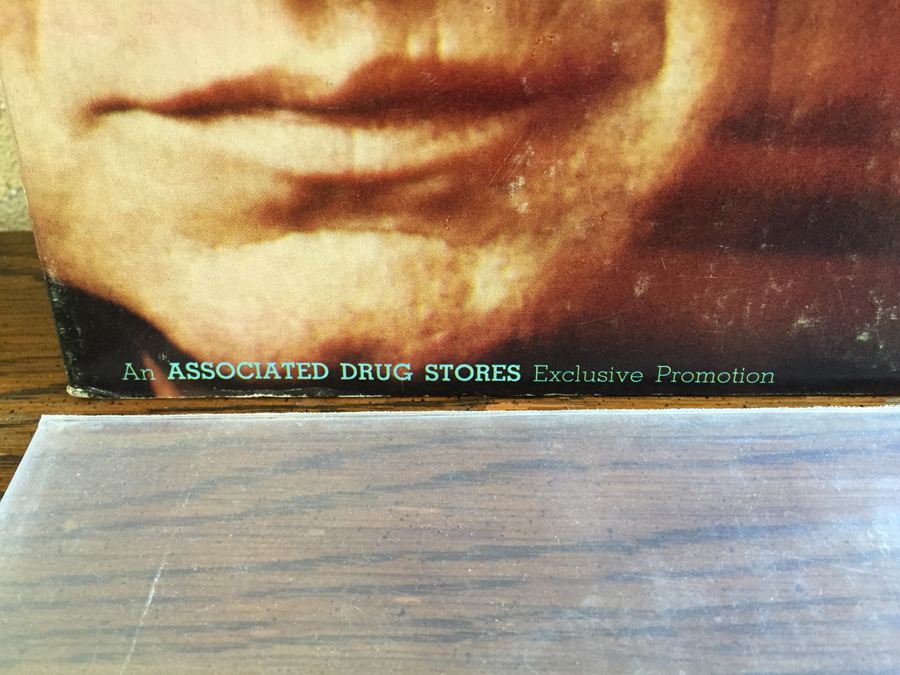 An ASSOCIATED DRUG STORES Exclusive Promotion